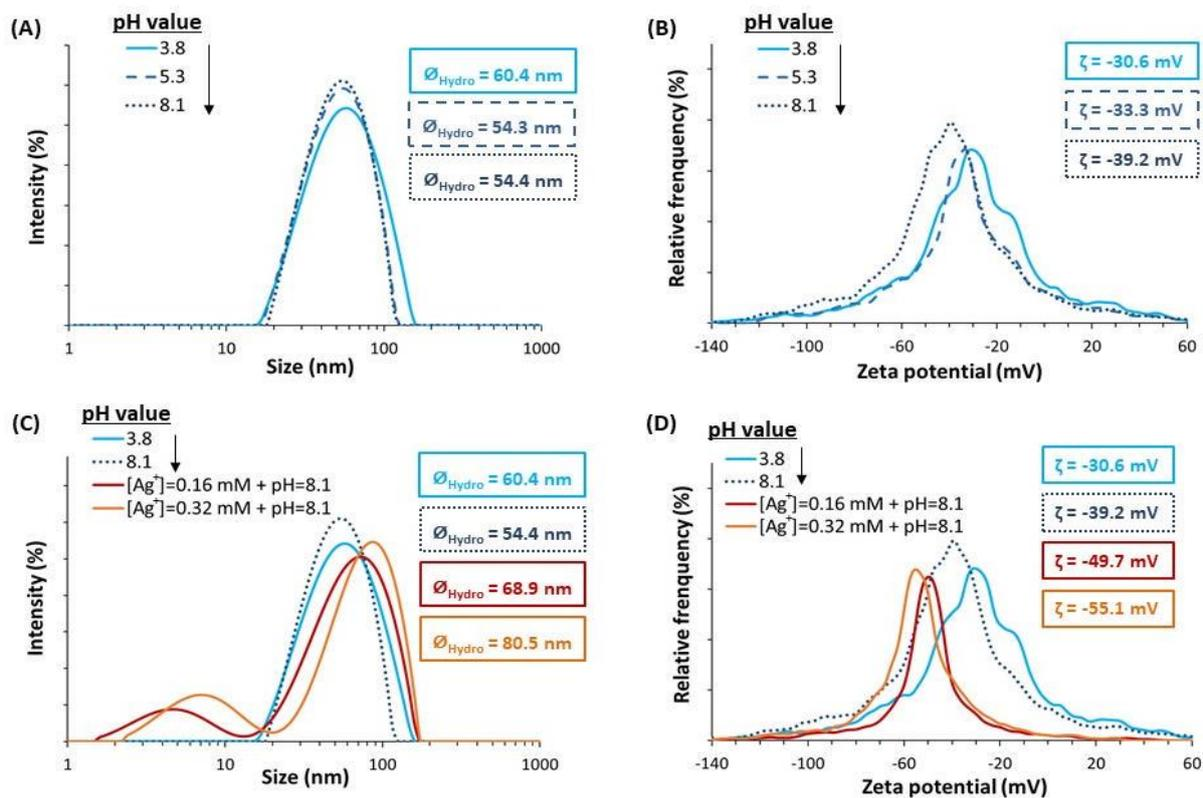 (A)
pH value
3.8
5.3
8.1
Ø_Hydro = 60.4 nm
Ø_Hydro = 54.3 nm
Ø_Hydro = 54.4 nm
Intensity (%)
1 10 100 1000
Size (nm)
(B)
pH value
3.8
5.3
8.1
ζ = -30.6 mV
ζ = -33.3 mV
ζ = -39.2 mV
Relative frenquency (%)
-140 -100 -60 -20 20 60
Zeta potential (mV)
(C)
pH value
3.8
8.1
[Ag⁺]=0.16 mM + pH=8.1
[Ag⁺]=0.32 mM + pH=8.1
Ø_Hydro = 60.4 nm
Ø_Hydro = 54.4 nm
Ø_Hydro = 68.9 nm
Ø_Hydro = 80.5 nm
Intensity (%)
1 10 100 1000
Size (nm)
(D)
pH value
3.8
8.1
[Ag⁺]=0.16 mM + pH=8.1
[Ag⁺]=0.32 mM + pH=8.1
ζ = -30.6 mV
ζ = -39.2 mV
ζ = -49.7 mV
ζ = -55.1 mV
Relative frenquency (%)
-140 -100 -60 -20 20 60
Zeta potential (mV)